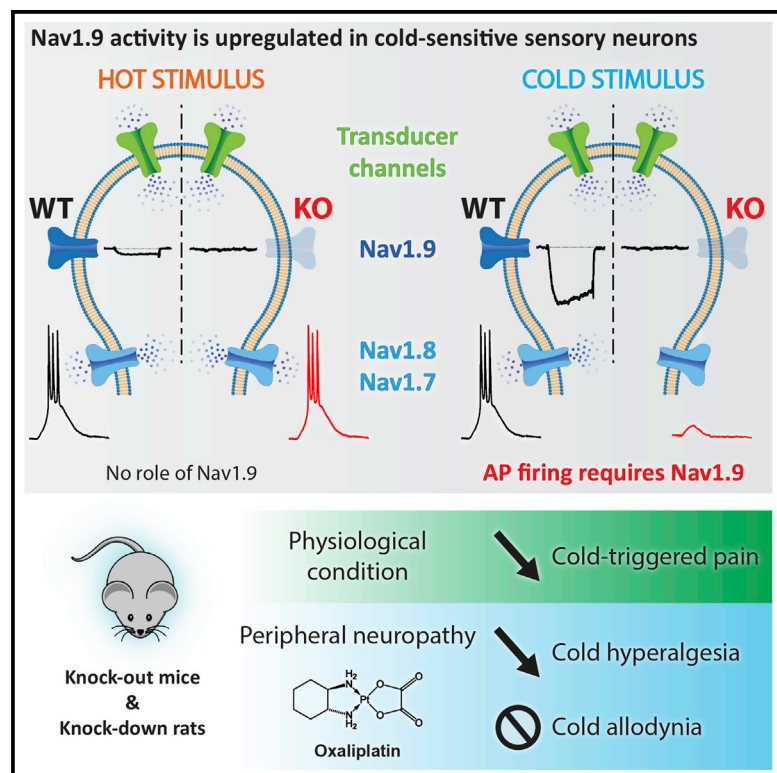 Nav1.9 activity is upregulated in cold-sensitive sensory neurons
HOT STIMULUS
COLD STIMULUS
Transducer
channels
WT
KO
Nav1.9
WT
KO
Nav1.8
Nav1.7
No role of Nav1.9
AP firing requires Nav1.9
Knock-out mice
&
Knock-down rats
Physiological
condition
Cold-triggered pain
Peripheral neuropathy
NH₂
O
O
Pt
NH₂
O
O
Oxaliplatin
Cold hyperalgesia
Cold allodynia